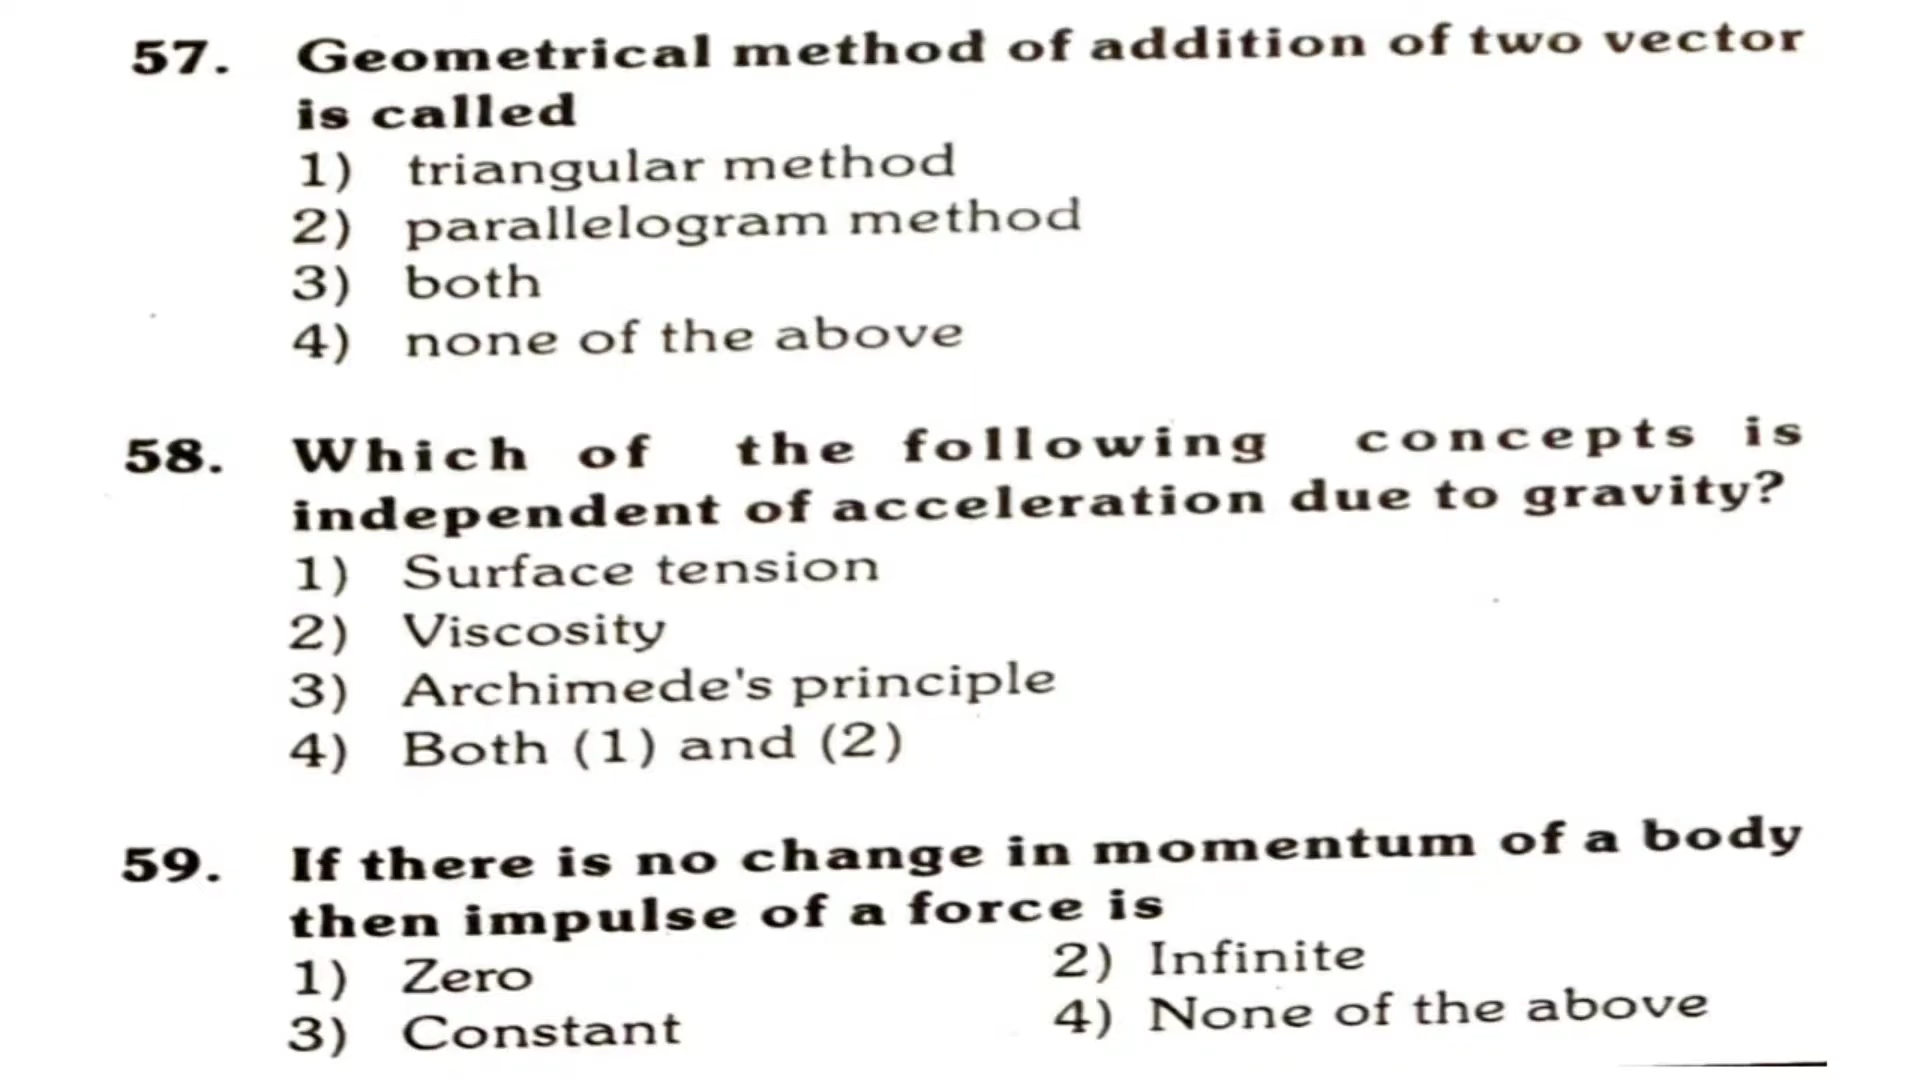 57. Geometrical method of addition of two vector
is called
1) triangular method
2) parallelogram method
3) both
4) none of the above
58. Which of the following concepts is
independent of acceleration due to gravity?
1) Surface tension
2) Viscosity
3) Archimede's principle
4) Both (1) and (2)
59. If there is no change in momentum of a body
then impulse of a force is
1) Zero 2) Infinite
3) Constant 4) None of the above